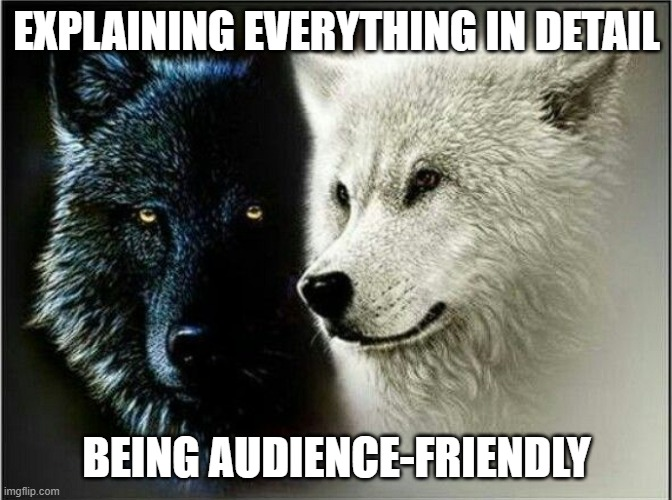 EXPLAINING EVERYTHING IN DETAIL
BEING AUDIENCE-FRIENDLY
imgflip.com